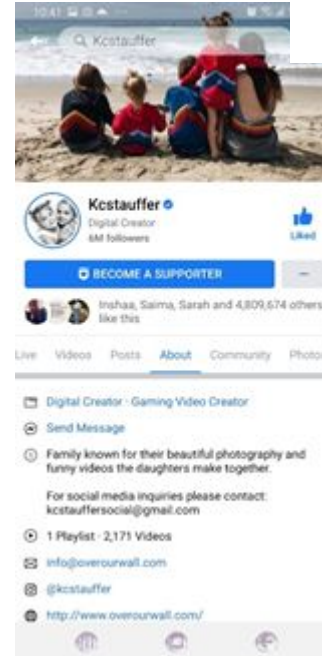 10:41
Kcstauffer
Kcstauffer
Digital Creator
6M followers
Liked
BECOME A SUPPORTER
Inshaa, Saima, Sarah and 4,809,674 others
like this
Live Videos Posts About Community Photo
Digital Creator · Gaming Video Creator
Send Message
Family known for their beautiful photography and
funny videos the daughters make together.
For social media inquiries please contact:
kcstauffersocial@gmail.com
1 Playlist · 2,171 Videos
info@overourwall.com
@kcstauffer
http://www.overourwall.com/